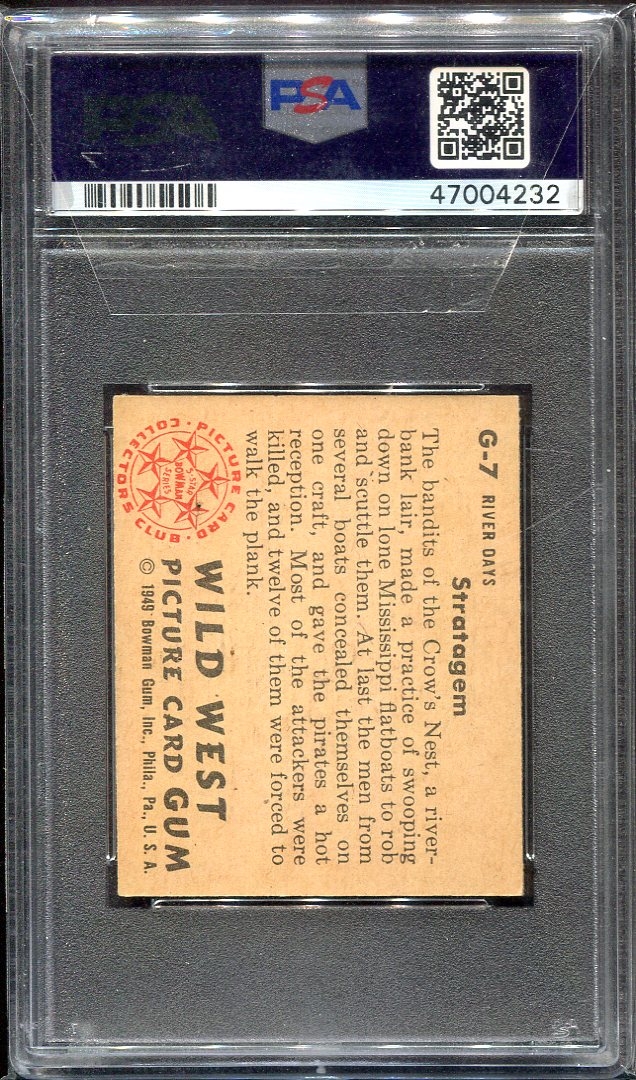 PSA
PSA
47004232
G-7 RIVER DAYS
Stratagem
The bandits of the Crow's Nest, a river-
bank lair, made a practice of swooping
down on lone Mississippi flatboats to rob
and scuttle them. At last the men from
several boats concealed themselves on
one craft, and gave the pirates a hot
reception. Most of the attackers were
killed, and twelve of them were forced to
walk the plank.
PICTURE CARD
COLLECTORS CLUB
5-STAR
BOWMAN
SERIES
WILD WEST
PICTURE CARD GUM
© 1949 Bowman Gum, Inc., Phila., Pa., U. S. A.